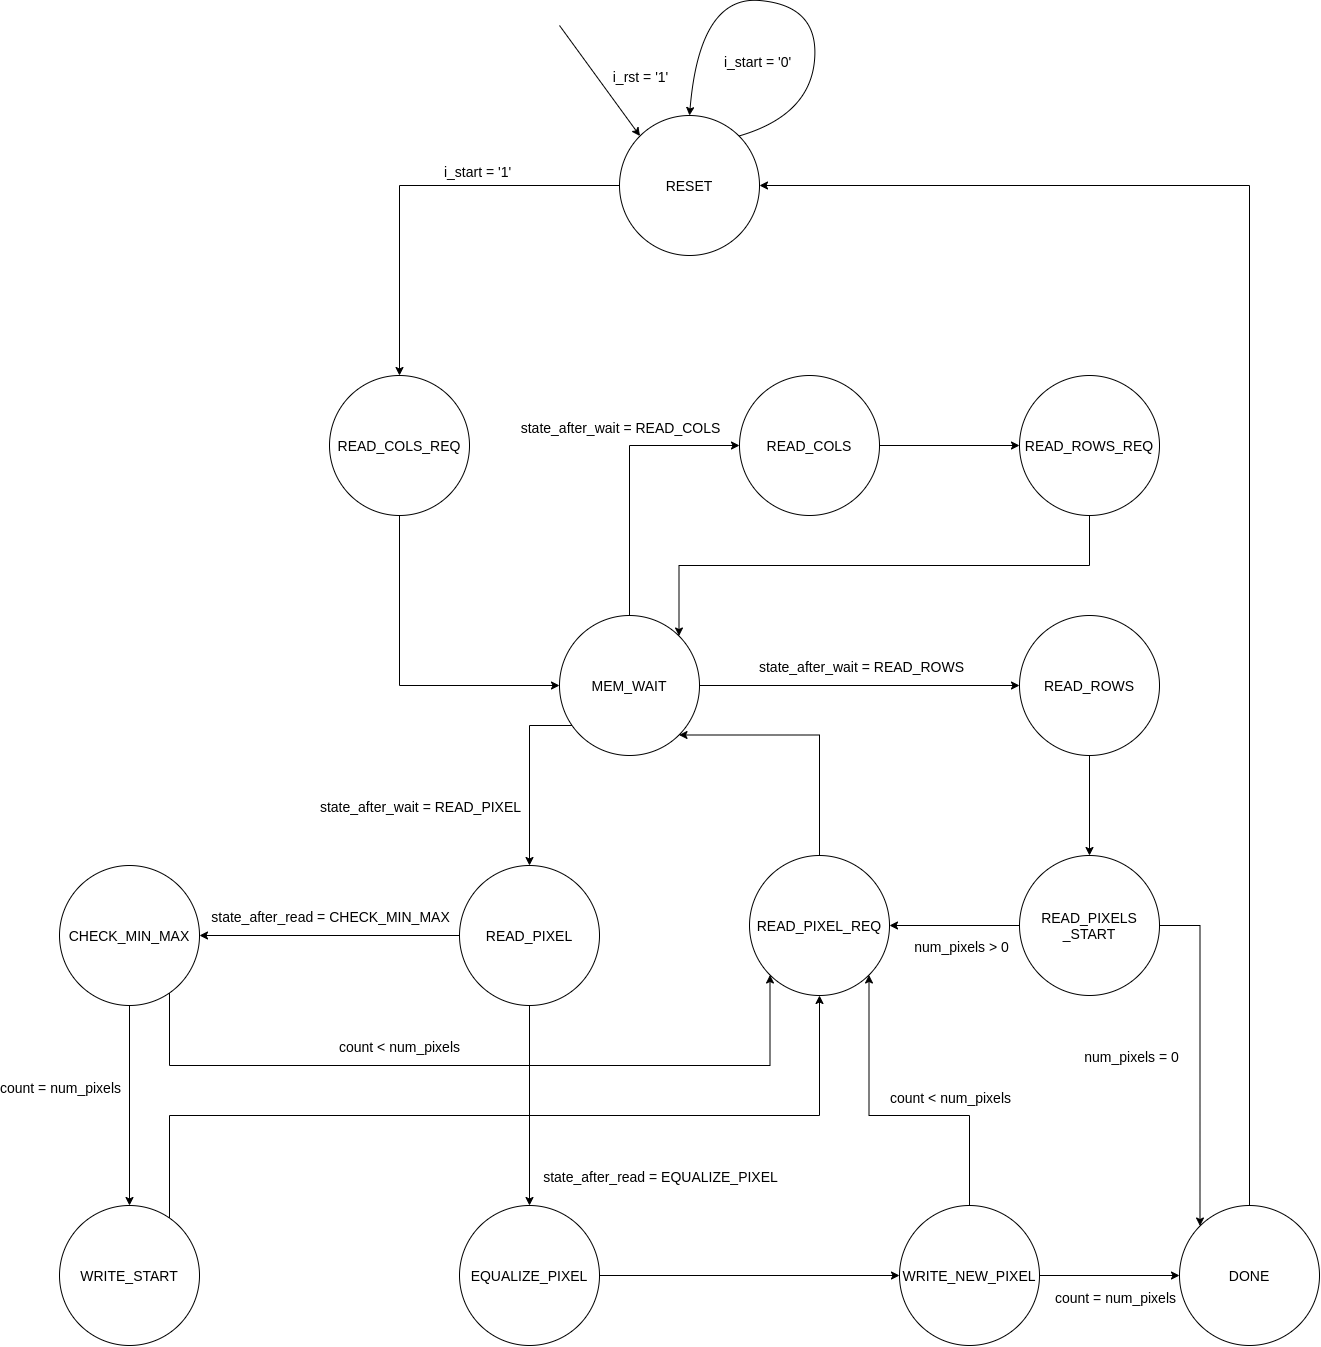 i_start = '0'
i_rst = '1'
i_start = '1'
RESET
state_after_wait = READ_COLS
READ_COLS_REQ
READ_COLS
READ_ROWS_REQ
state_after_wait = READ_ROWS
MEM_WAIT
READ_ROWS
state_after_wait = READ_PIXEL
state_after_read = CHECK_MIN_MAX
CHECK_MIN_MAX
READ_PIXEL
READ_PIXEL_REQ
READ_PIXELS
_START
num_pixels > 0
count < num_pixels
num_pixels = 0
count = num_pixels
count < num_pixels
state_after_read = EQUALIZE_PIXEL
WRITE_START
EQUALIZE_PIXEL
WRITE_NEW_PIXEL
DONE
count = num_pixels